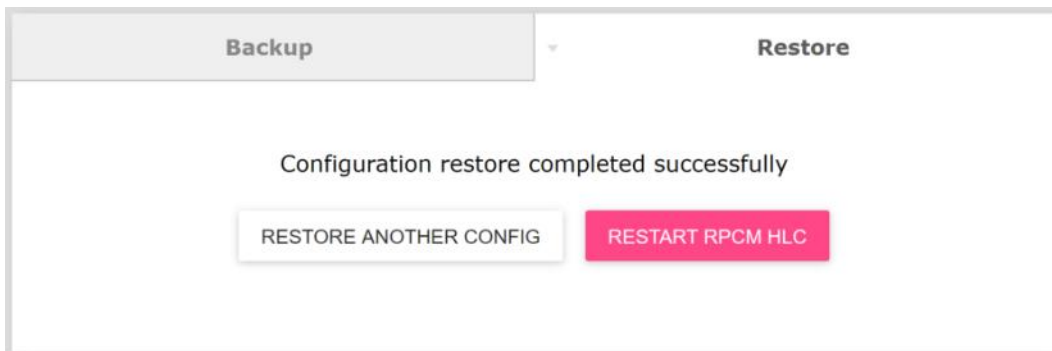 Backup
Restore
Configuration restore completed successfully
RESTORE ANOTHER CONFIG
RESTART RPCM HLC